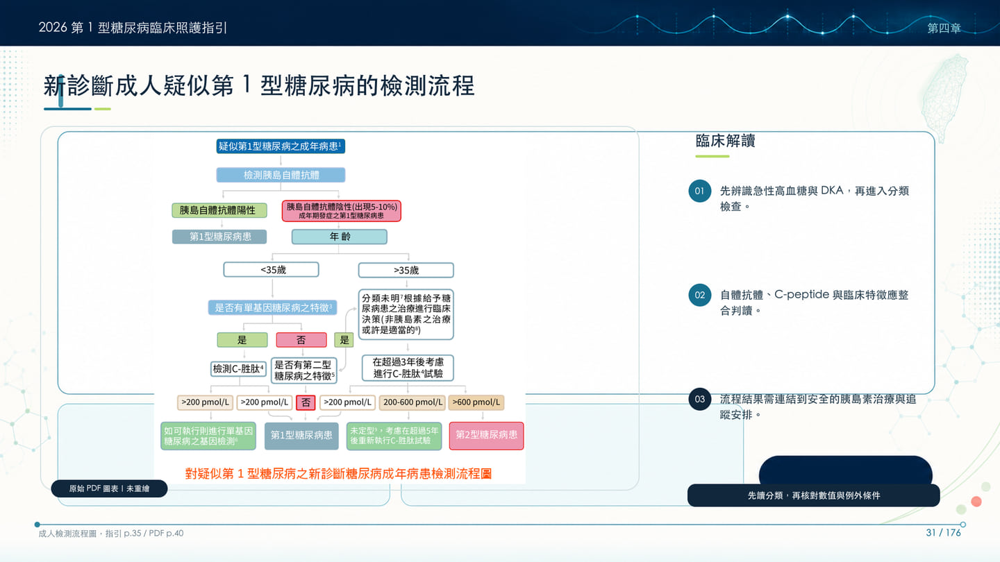 2026 第 1 型糖尿病臨床照護指引
第四章
新診斷成人疑似第 1 型糖尿病的檢測流程
疑似第1型糖尿病之成年病患1
檢測胰島自體抗體
胰島自體抗體陽性
胰島自體抗體陰性(出現5-10%)
成年期發症之第1型糖尿病患
第1型糖尿病患
年 齡
<35歲
>35歲
是否有單基因糖尿病之特徵3
分類未明7根據給予糖
尿病患之治療進行臨床
決策(非胰島素之治療
或許是適當的8)
是
否
是
檢測C-胜肽4
是否有第二型
糖尿病之特徵5
在超過3年後考慮
進行C-胜肽4試驗
>200 pmol/L
>200 pmol/L
否
>200 pmol/L
200-600 pmol/L
>600 pmol/L
如可執行則進行單基因
糖尿病之基因檢測6
第1型糖尿病患
未定型9，考慮在超過5年
後重新執行C-胜肽試驗
第2型糖尿病患
對疑似第 1 型糖尿病之新診斷糖尿病成年病患檢測流程圖
原始 PDF 圖表｜未重繪
臨床解讀
01
先辨識急性高血糖與 DKA，再進入分類
檢查。
02
自體抗體、C-peptide 與臨床特徵應整
合判讀。
03
流程結果需連結到安全的胰島素治療與追
蹤安排。
先讀分類，再核對數值與例外條件
成人檢測流程圖・指引 p.35 / PDF p.40
31 / 176